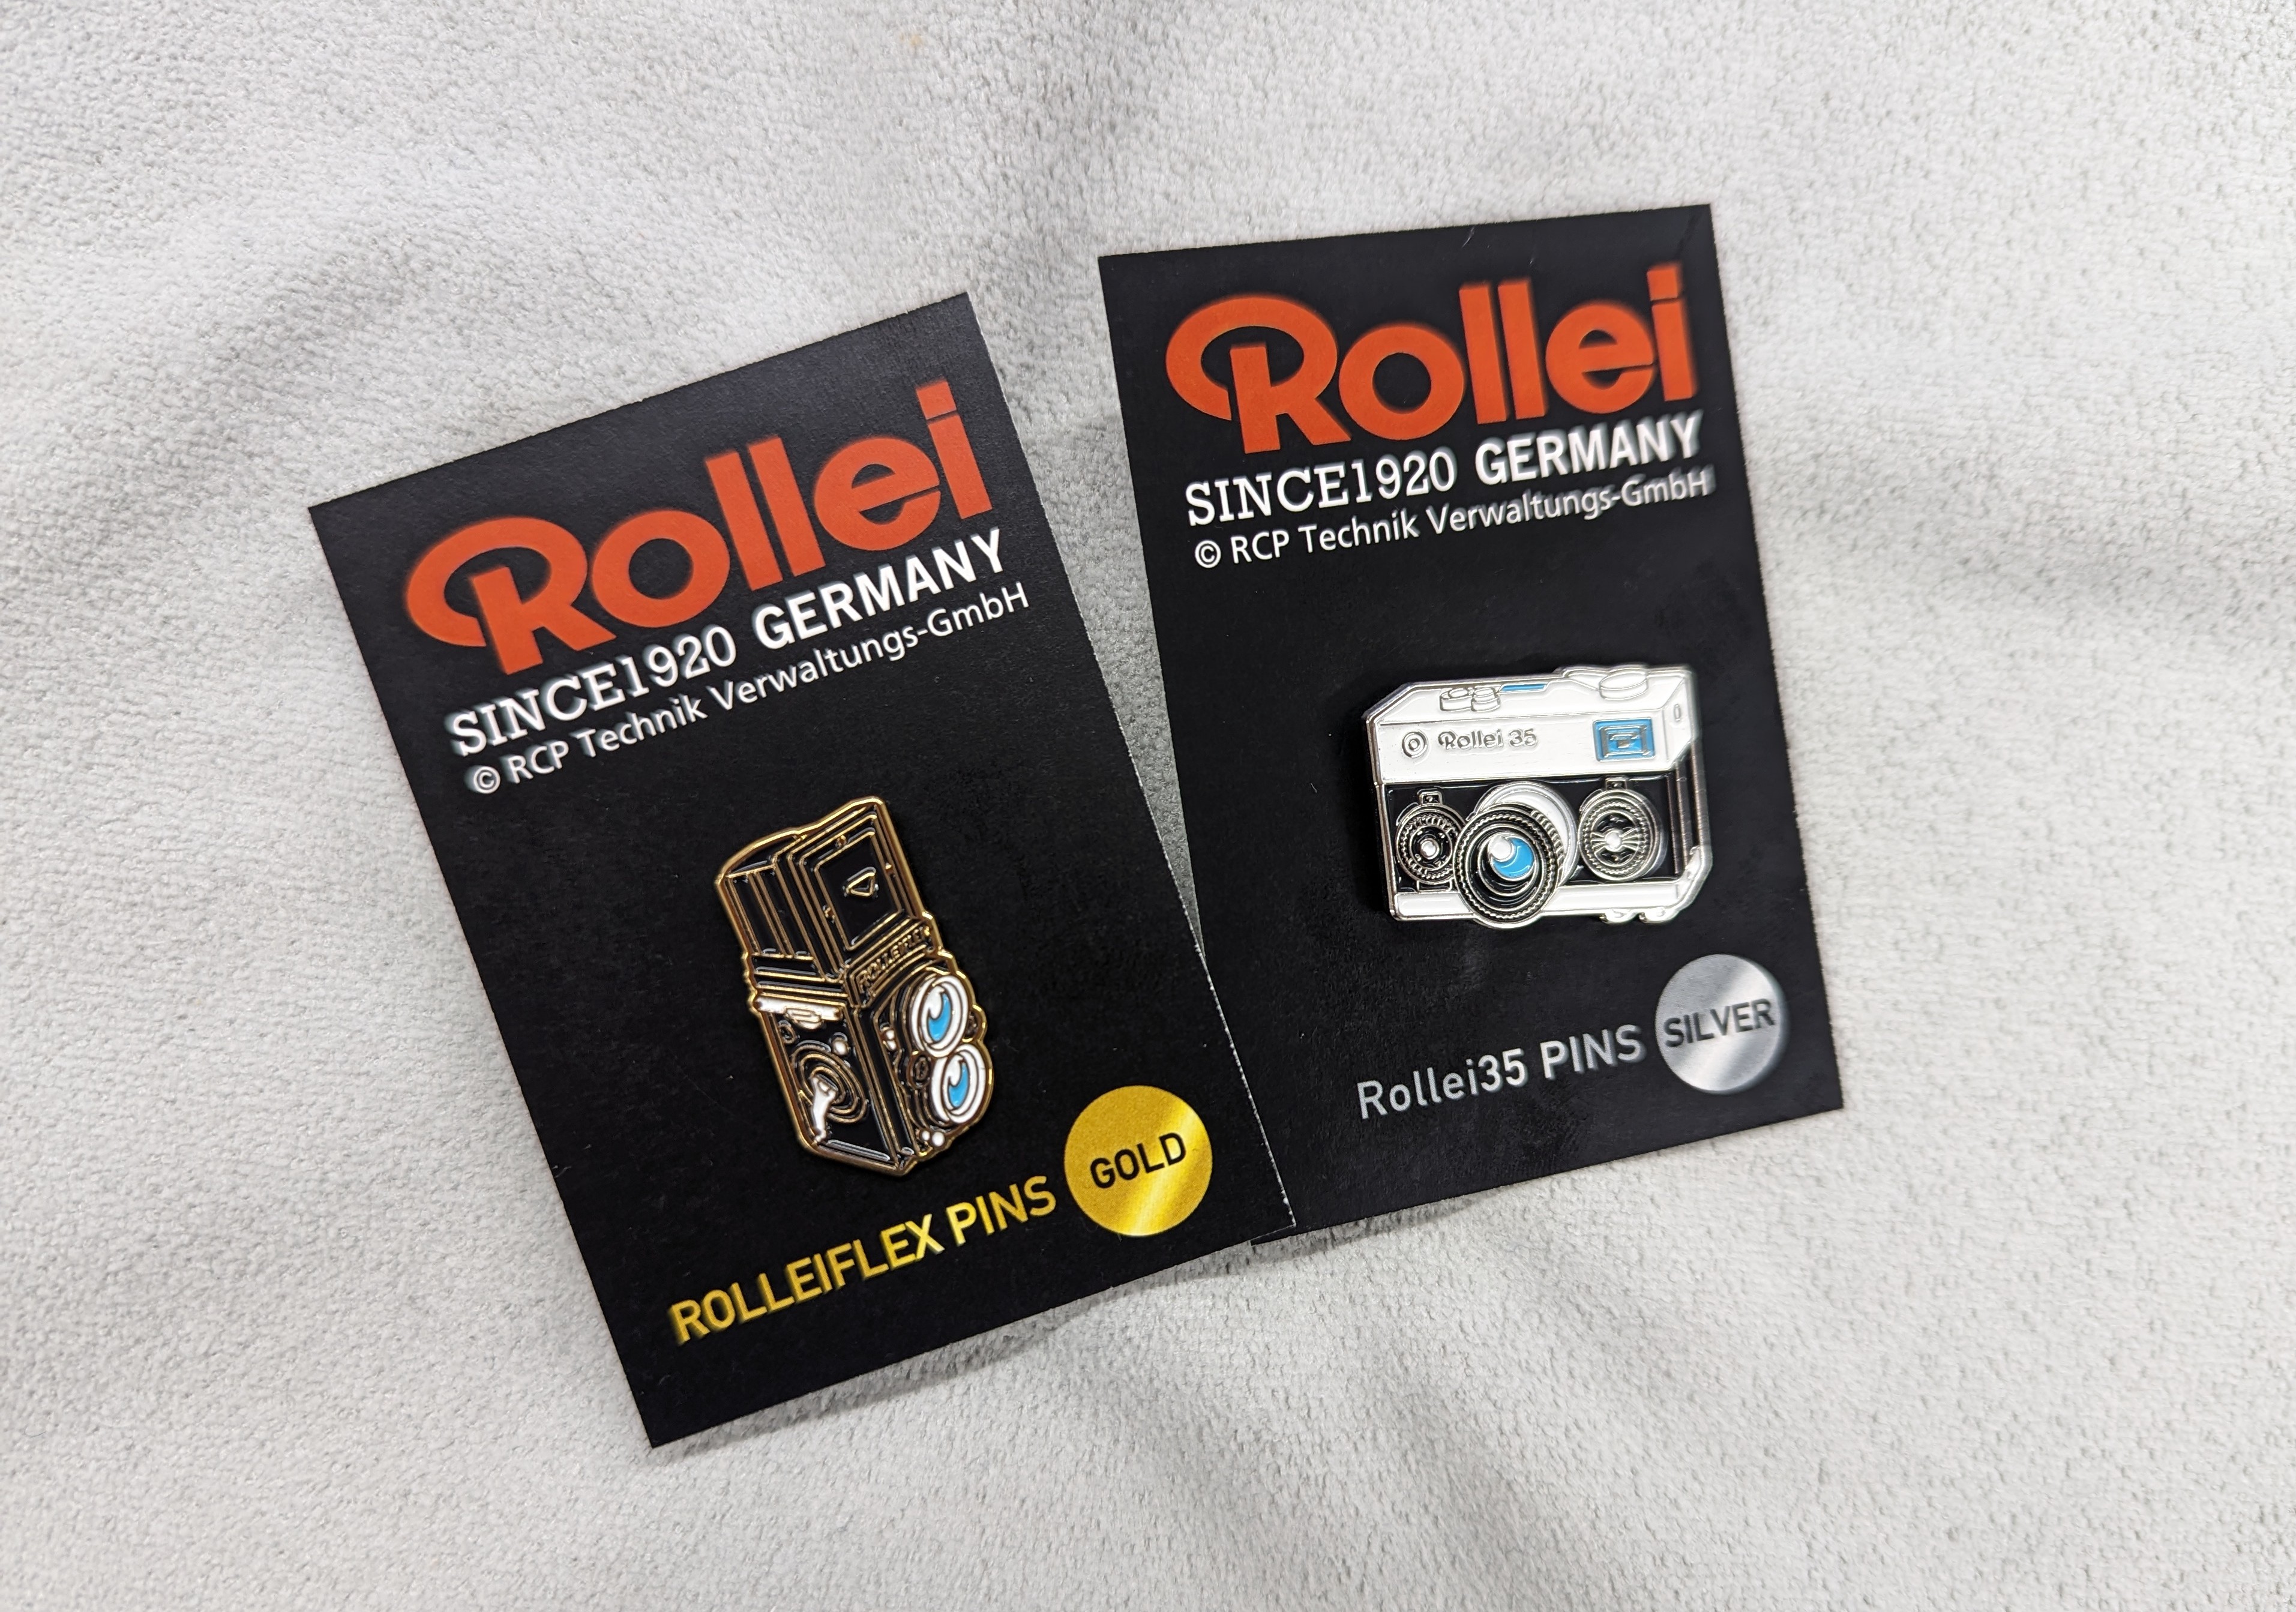 Rollei
SINCE1920 GERMANY
© RCP Technik Verwaltungs-GmbH
ROLLEIFLEX
ROLLEIFLEX PINS GOLD
Rollei
SINCE1920 GERMANY
© RCP Technik Verwaltungs-GmbH
Rollei 35
Rollei35 PINS SILVER